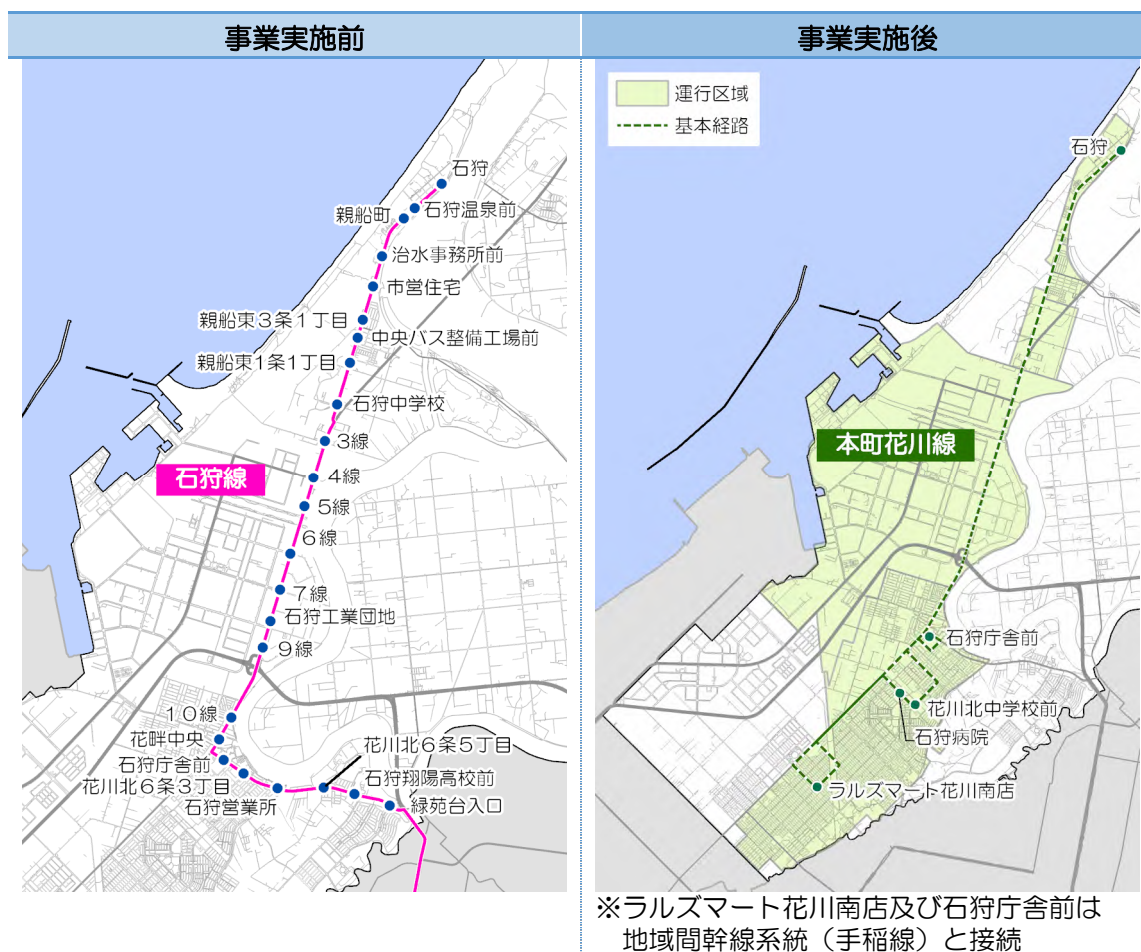 事業実施前
石狩
石狩温泉前
親船町
治水事務所前
市営住宅
親船東3条1丁目
中央バス整備工場前
親船東1条1丁目
石狩中学校
3線
石狩線
4線
5線
6線
7線
石狩工業団地
9線
10線
花畔中央
石狩庁舎前
花川北6条3丁目
石狩営業所
花川北6条5丁目
石狩翔陽高校前
緑苑台入口
事業実施後
運行区域
基本経路
石狩
本町花川線
石狩庁舎前
花川北中学校前
石狩病院
ラルズマート花川南店
※ラルズマート花川南店及び石狩庁舎前は
地域間幹線系統（手稲線）と接続